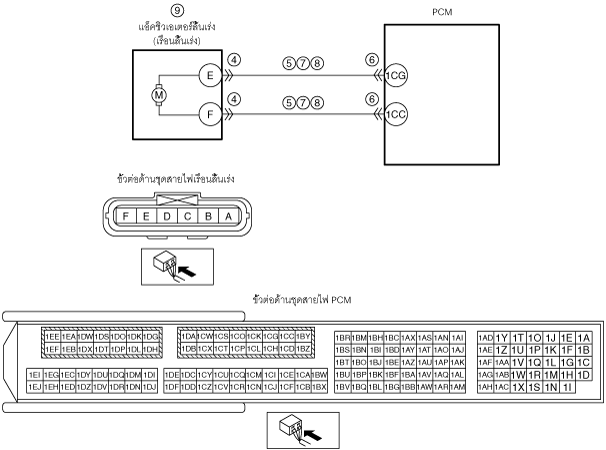 ⑨
แอ็คชิวเอเตอร์ลิ้นเร่ง
(เรือนลิ้นเร่ง)
PCM
④ ⑤⑦⑧ ⑥
E 1CG
M
④ ⑤⑦⑧ ⑥
F 1CC
ขั้วต่อด้านชุดสายไฟเรือนลิ้นเร่ง
F E D C B A
ขั้วต่อด้านชุดสายไฟ PCM
1EE 1EA 1DW 1DS 1DO 1DK 1DG 1DA 1CW 1CS 1CO 1CK 1CG 1CC 1BY 1BR 1BM 1BH 1BC 1AX 1AS 1AN 1AI 1AD 1Y 1T 1O 1J 1E 1A
1EF 1EB 1DX 1DT 1DP 1DL 1DH 1DB 1CX 1CT 1CP 1CL 1CH 1CD 1BZ 1BS 1BN 1BI 1BD 1AY 1AT 1AO 1AJ 1AE 1Z 1U 1P 1K 1F 1B
1BT 1BO 1BJ 1BE 1AZ 1AU 1AP 1AK 1AF 1AA 1V 1Q 1L 1G 1C
1EI 1EG 1EC 1DY 1DU 1DQ 1DM 1DI 1DE 1DC 1CY 1CU 1CQ 1CM 1CI 1CE 1CA 1BW 1BU 1BP 1BK 1BF 1BA 1AV 1AQ 1AL 1AG 1AB 1W 1R 1M 1H 1D
1EJ 1EH 1ED 1DZ 1DV 1DR 1DN 1DJ 1DF 1DD 1CZ 1CV 1CR 1CN 1CJ 1CF 1CB 1BX 1BV 1BQ 1BL 1BG 1BB 1AW 1AR 1AM 1AH 1AC 1X 1S 1N 1I